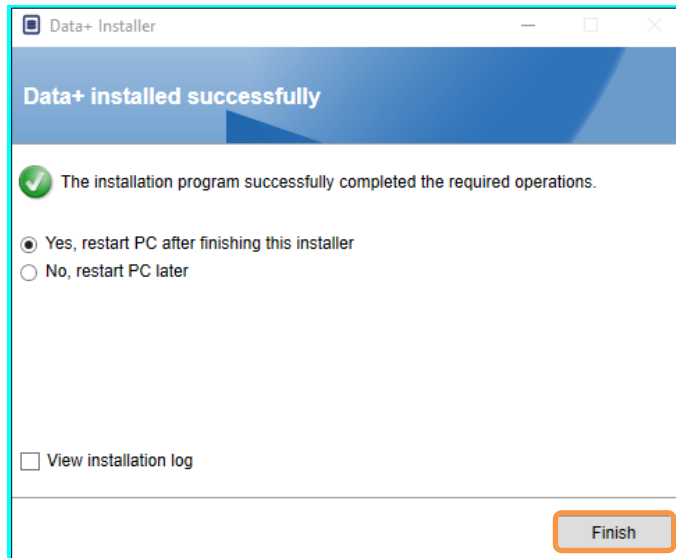 Data+ Installer
Data+ installed successfully
The installation program successfully completed the required operations.
Yes, restart PC after finishing this installer
No, restart PC later
View installation log
Finish